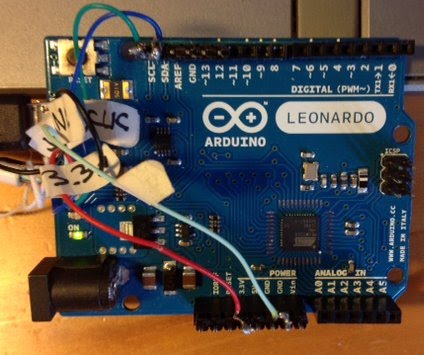 SCL
SDA
AREF
GND
~13
12
~11
~10
~9
8
7
~6
~5
4
~3
2
TX→1
RX←0
DIGITAL (PWM~)
ARDUINO
LEONARDO
ICSP
3.3
ON
WWW.ARDUINO.CC
MADE IN ITALY
IOREF
RESET
3.3V
5V
GND
GND
Vin
POWER
ANALOG IN
A0
A1
A2
A3
A4
A5